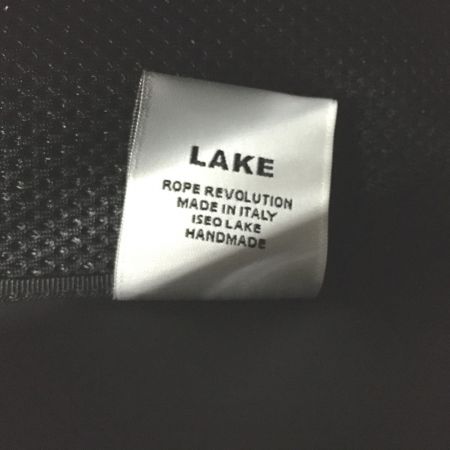 LAKE
ROPE REVOLUTION
MADE IN ITALY
ISEO LAKE
HANDMADE